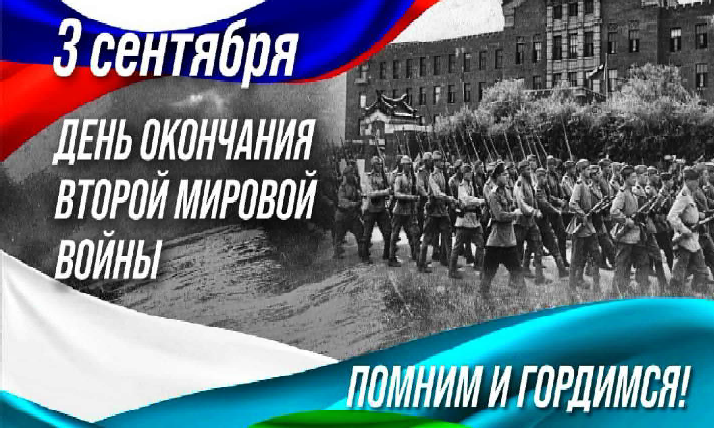 3 сентября
ДЕНЬ ОКОНЧАНИЯ
ВТОРОЙ МИРОВОЙ
ВОЙНЫ
ПОМНИМ И ГОРДИМСЯ!